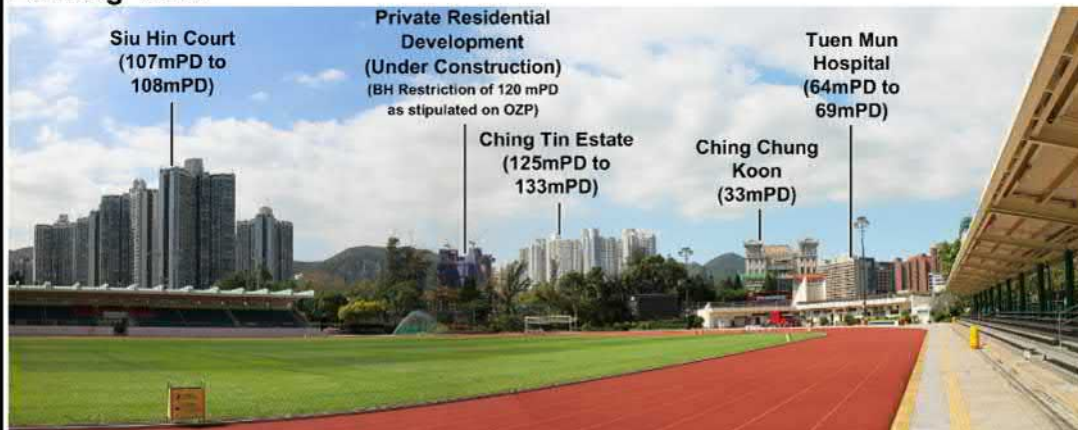 Siu Hin Court
(107mPD to
108mPD)
Private Residential
Development
(Under Construction)
(BH Restriction of 120 mPD
as stipulated on OZP)
Ching Tin Estate
(125mPD to
133mPD)
Ching Chung
Koon
(33mPD)
Tuen Mun
Hospital
(64mPD to
69mPD)